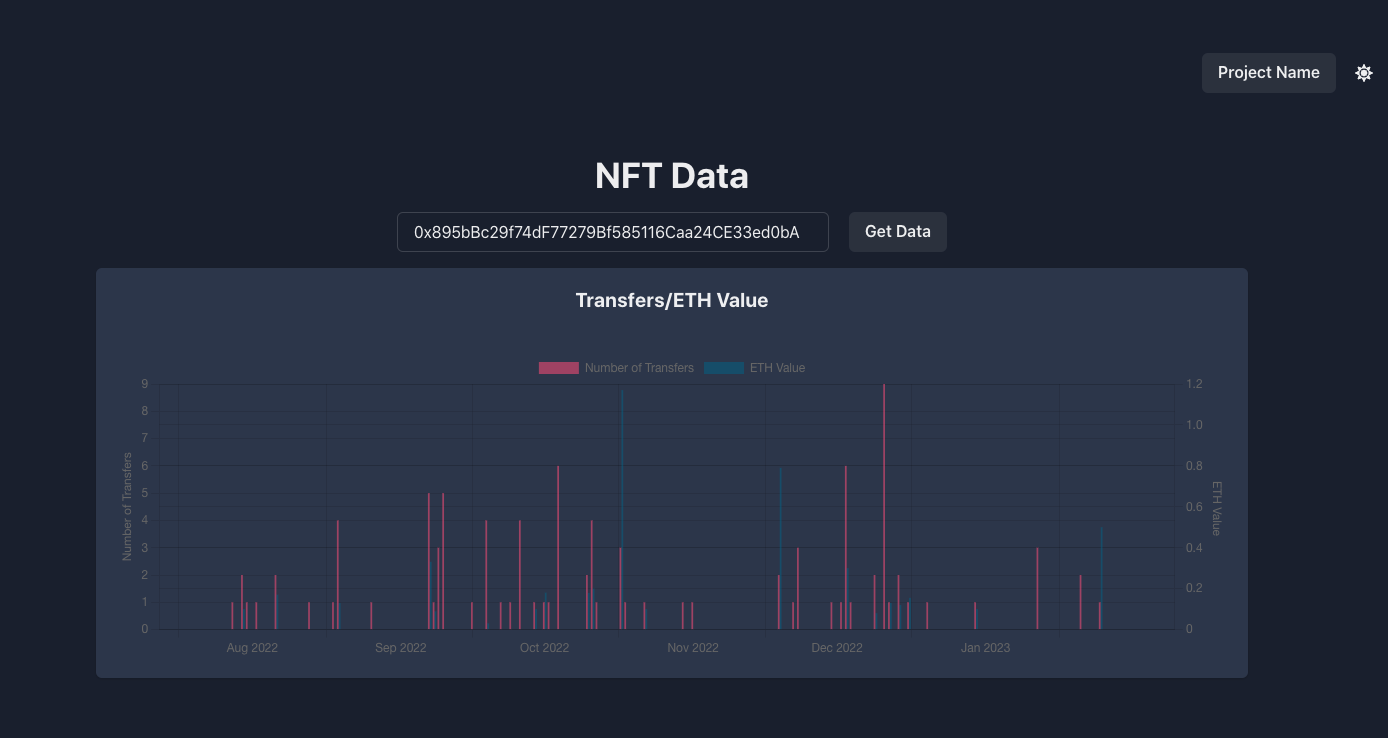 Project Name
NFT Data
0x895bBc29f74dF77279Bf585116Caa24CE33ed0bA
Get Data
Transfers/ETH Value
Number of Transfers
ETH Value
9
8
7
6
5
4
3
2
1
0
Number of Transfers
1.2
1.0
0.8
0.6
0.4
0.2
0
ETH Value
Aug 2022
Sep 2022
Oct 2022
Nov 2022
Dec 2022
Jan 2023